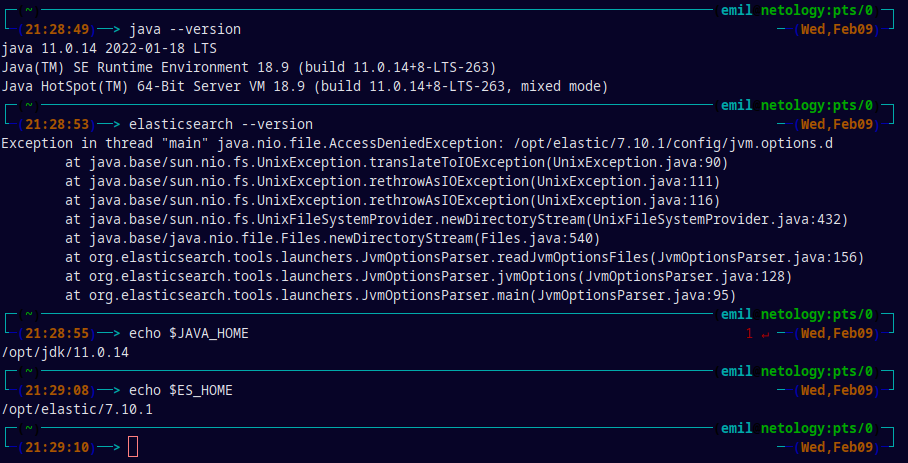 ~ emil netology:pts/0
(21:28:49)──> java --version ─(Wed,Feb09)
java 11.0.14 2022-01-18 LTS
Java(TM) SE Runtime Environment 18.9 (build 11.0.14+8-LTS-263)
Java HotSpot(TM) 64-Bit Server VM 18.9 (build 11.0.14+8-LTS-263, mixed mode)
~ emil netology:pts/0
(21:28:53)──> elasticsearch --version ─(Wed,Feb09)
Exception in thread "main" java.nio.file.AccessDeniedException: /opt/elastic/7.10.1/config/jvm.options.d
at java.base/sun.nio.fs.UnixException.translateToIOException(UnixException.java:90)
at java.base/sun.nio.fs.UnixException.rethrowAsIOException(UnixException.java:111)
at java.base/sun.nio.fs.UnixException.rethrowAsIOException(UnixException.java:116)
at java.base/sun.nio.fs.UnixFileSystemProvider.newDirectoryStream(UnixFileSystemProvider.java:432)
at java.base/java.nio.file.Files.newDirectoryStream(Files.java:540)
at org.elasticsearch.tools.launchers.JvmOptionsParser.readJvmOptionsFiles(JvmOptionsParser.java:156)
at org.elasticsearch.tools.launchers.JvmOptionsParser.jvmOptions(JvmOptionsParser.java:128)
at org.elasticsearch.tools.launchers.JvmOptionsParser.main(JvmOptionsParser.java:95)
~ emil netology:pts/0
(21:28:55)──> echo $JAVA_HOME 1 ↵ ─(Wed,Feb09)
/opt/jdk/11.0.14
~ emil netology:pts/0
(21:29:08)──> echo $ES_HOME ─(Wed,Feb09)
/opt/elastic/7.10.1
~ emil netology:pts/0
(21:29:10)──> ─(Wed,Feb09)